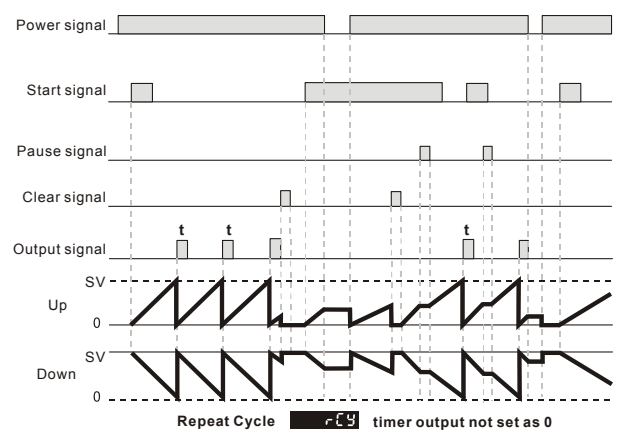 Power signal
Start signal
Pause signal
Clear signal
t t t
Output signal
SV
Up
0
SV
Down
0
Repeat Cycle rCY timer output not set as 0